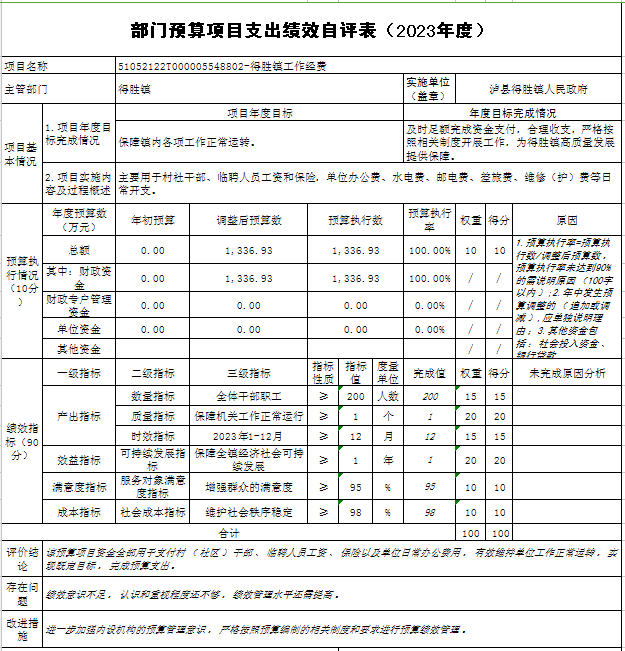 部门预算项目支出绩效自评表（2023年度）
项目名称 51052122T000005548802-得胜镇工作经费
主管部门 得胜镇 实施单位（盖章） 泸县得胜镇人民政府
项目基本情况 1. 项目年度目标完成情况 项目年度目标 年度目标完成情况
保障镇内各项工作正常运转。 及时足额完成资金支付，合理收支，严格按照相关制度开展工作，为得胜镇高质量发展提供保障。
2. 项目实施内容及过程概述 主要用于村社干部、临聘人员工资和保险，单位办公费、水电费、邮电费、差旅费、维修（护）费等日常开支。
预算执行情况（10分） 年度预算数（万元） 年初预算 调整后预算数 预算执行数 预算执行率 权重 得分 原因
总额 0.00 1,336.93 1,336.93 100.00% 10 10 1.预算执行率=预算执行数/调整后预算数，预算执行率未达到90%的需说明原因（100字以内）;2.年中发生预算调整的（追加或调减）,应单独说明理由；3.其他资金包括：社会投入资金、银行贷款
其中：财政资金 0.00 1,336.93 1,336.93 100.00% / /
财政专户管理资金 0.00 0.00 0.00 0.00% / /
单位资金 0.00 0.00 0.00 0.00% / /
其他资金 / /
绩效指标（90分） 一级指标 二级指标 三级指标 指标性质 指标值 度量单位 完成值 权重 得分 未完成原因分析
产出指标 数量指标 全体干部职工 ≥ 200 人数 200 15 15
质量指标 保障机关工作正常运行 ≥ 1 个 1 20 20
时效指标 2023年1-12月 ≥ 12 月 12 15 15
效益指标 可持续发展指标 保障全镇经济社会可持续发展 ≥ 1 年 1 20 20
满意度指标 服务对象满意度指标 增强群众的满意度 ≥ 95 % 95 10 10
成本指标 社会成本指标 维护社会秩序稳定 ≥ 98 % 98 10 10
合计 100 100
评价结论 该预算项目资金全部用于支付村（社区）干部、临聘人员工资、保险以及单位日常办公费用，有效维持单位工作正常运转，实现既定目标，完成预算支出。
存在问题 绩效意识不足，认识和重视程度还不够，绩效管理水平还需提高。
改进措施 进一步加强内设机构的预算管理意识，严格按照预算编制的相关制度和要求进行预算绩效管理。